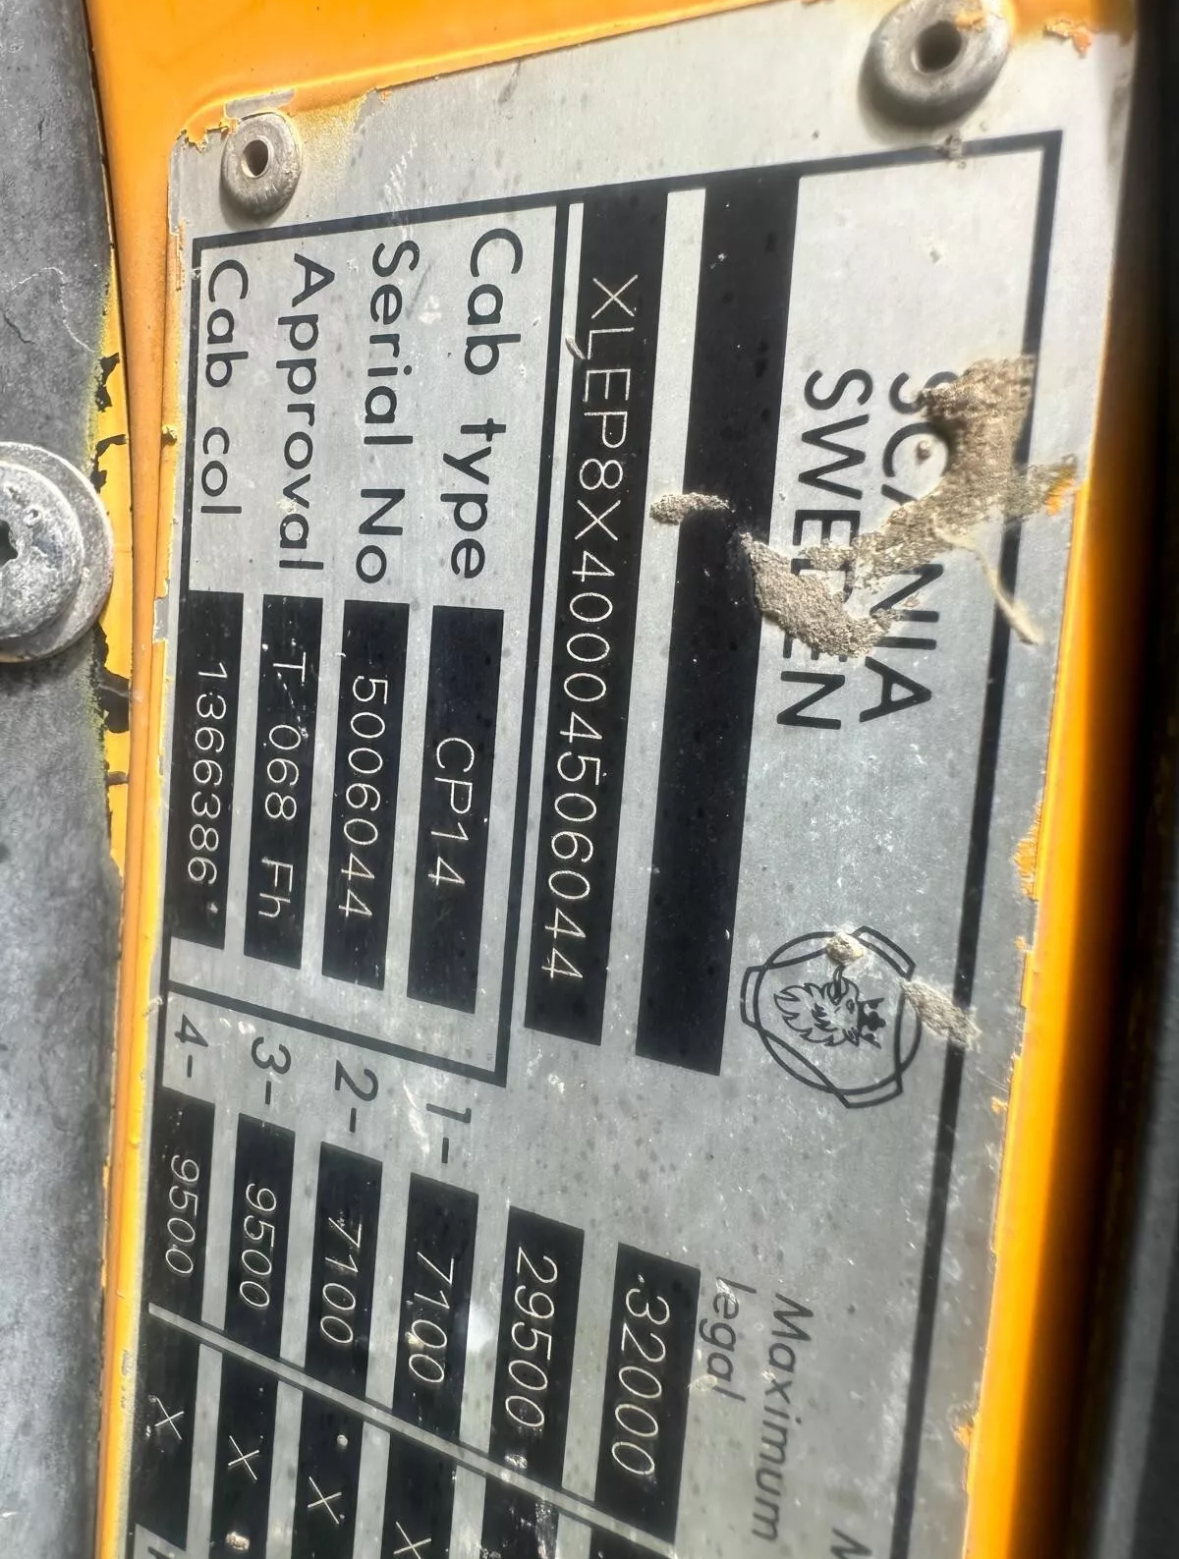 SCANIA
SWEDEN
Maximum
legal
32000
XLEP8X40004506044
29500
Cab type CP14
1- 7100 X
Serial No 5006044
2- 7100 X
Approval T 068 Fh
3- 9500 X
Cab col 1366386
4- 9500 X